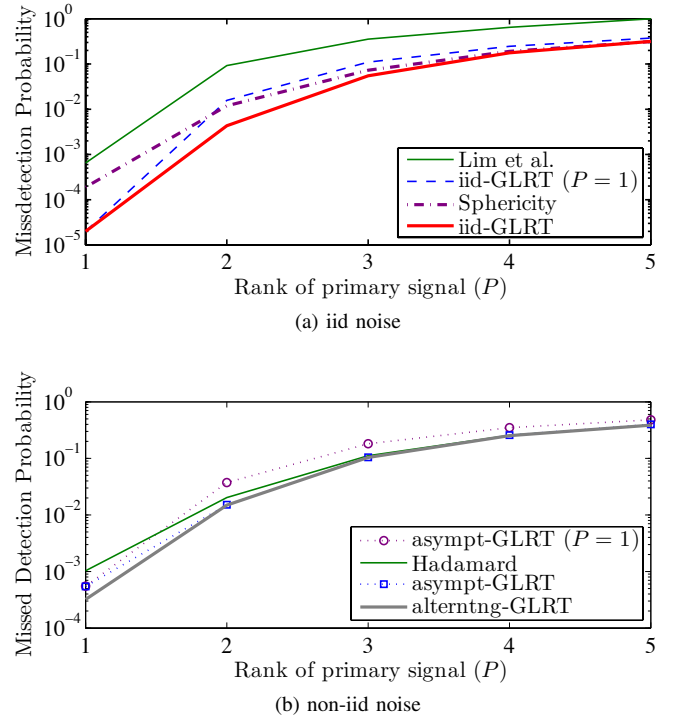 Missdetection Probability
10^0
10^-1
10^-2
10^-3
10^-4
10^-5
Lim et al.
iid-GLRT (P = 1)
Sphericity
iid-GLRT
1 2 3 4 5
Rank of primary signal (P)
(a) iid noise
Missed Detection Probability
10^0
10^-1
10^-2
10^-3
10^-4
asympt-GLRT (P = 1)
Hadamard
asympt-GLRT
alterntng-GLRT
1 2 3 4 5
Rank of primary signal (P)
(b) non-iid noise